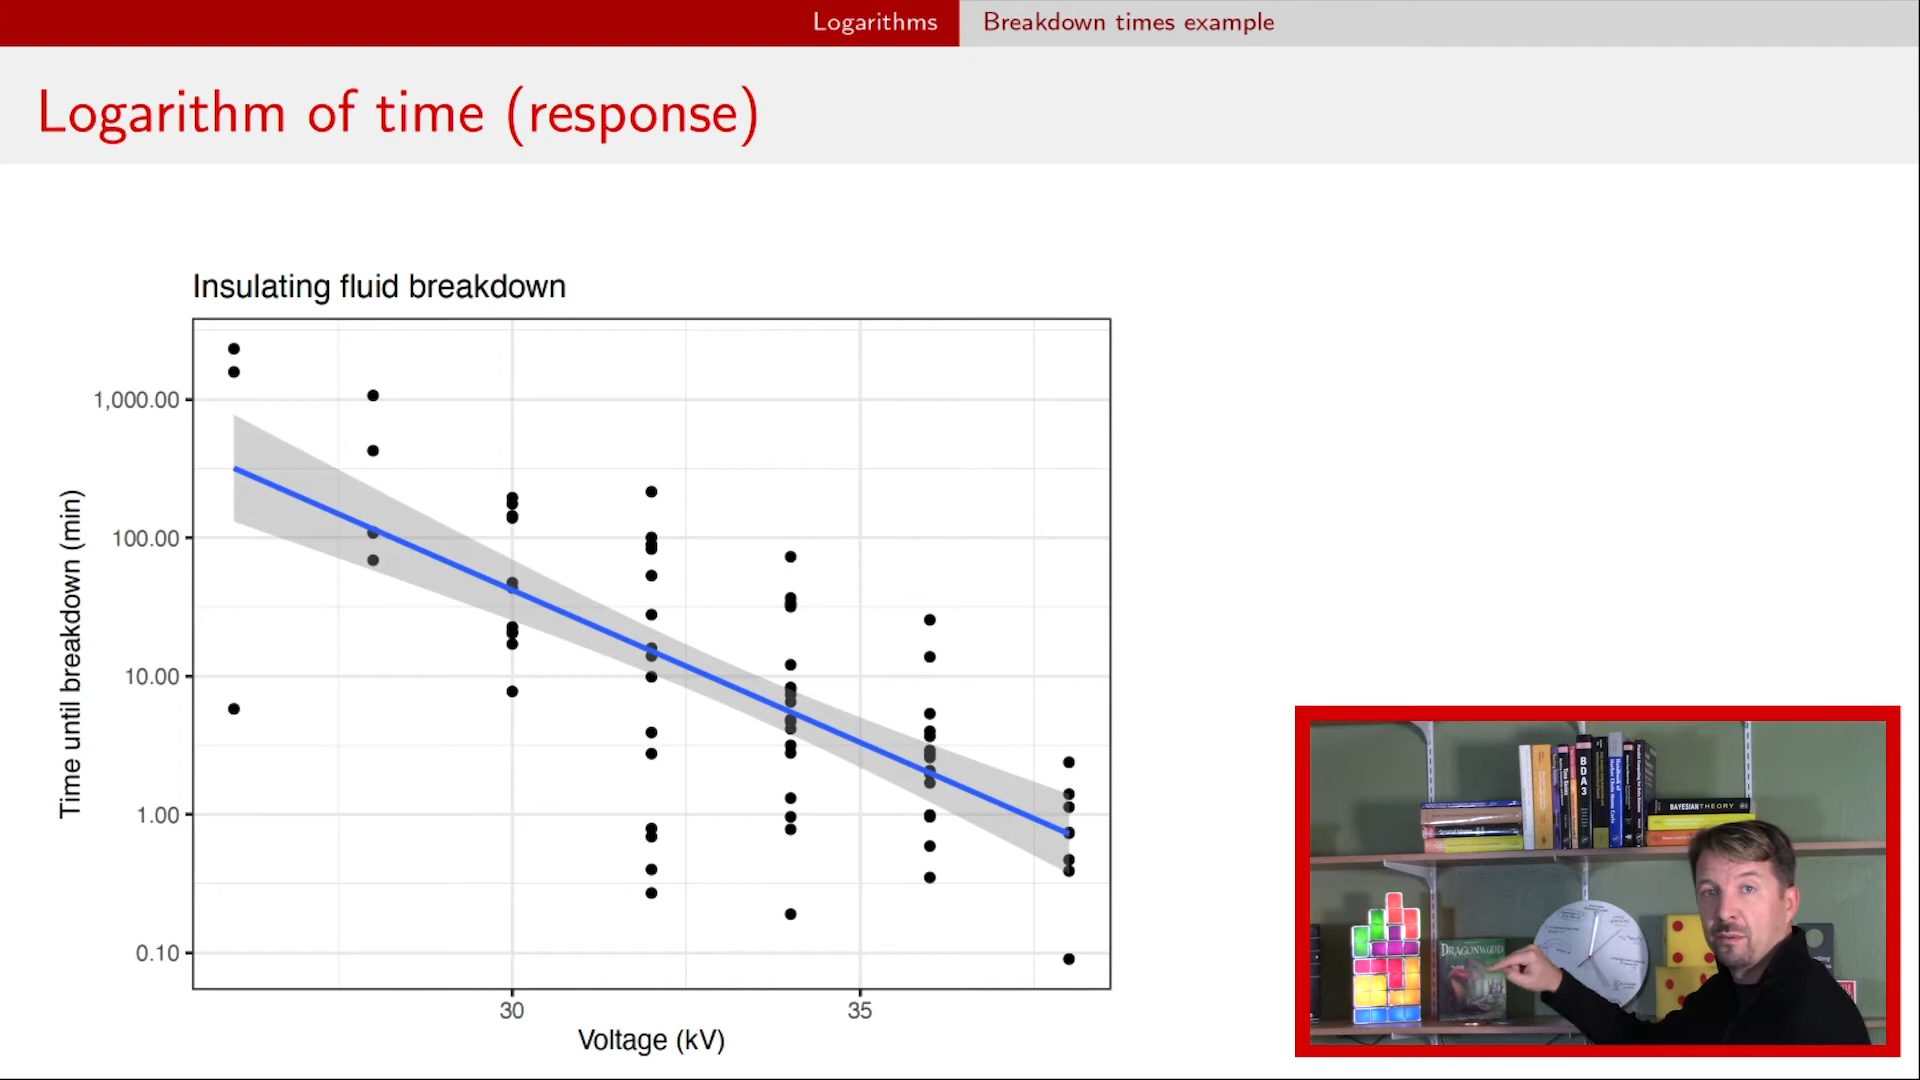 Logarithms
Breakdown times example
Logarithm of time (response)
Insulating fluid breakdown
1,000.00
100.00
10.00
1.00
0.10
Time until breakdown (min)
30
35
Voltage (kV)
BDA3
BAYESIAN THEORY
DRAGONWOOD